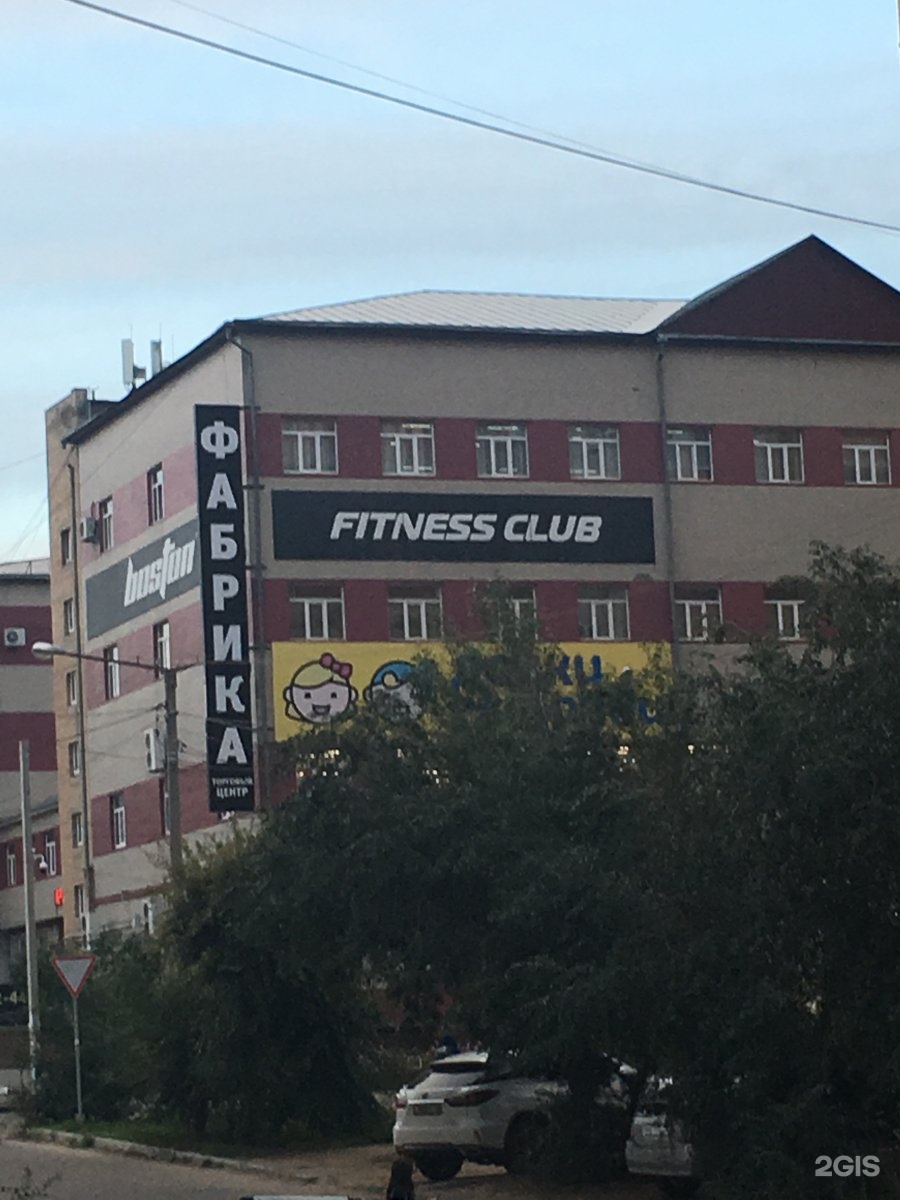 ФАБРИКА
ТОРГОВЫЙ
ЦЕНТР
boston
FITNESS CLUB
2GIS